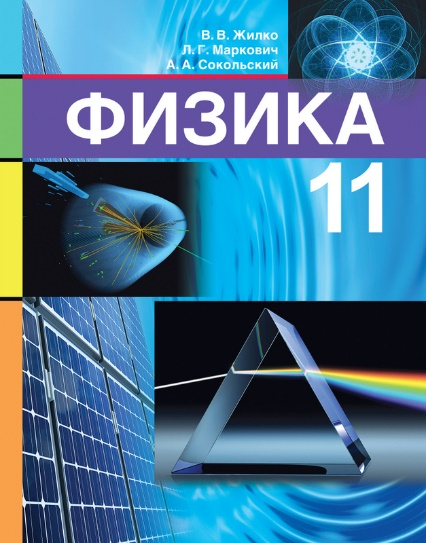 В. В. Жилко
Л. Г. Маркович
А. А. Сокольский
ФИЗИКА
11